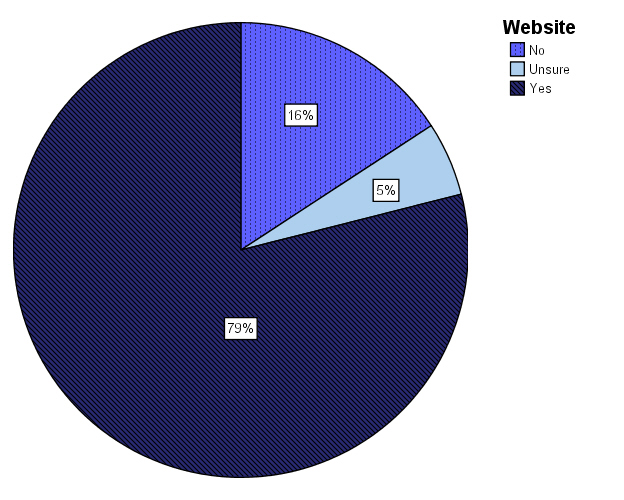 Website
No
Unsure
Yes
16%
5%
79%